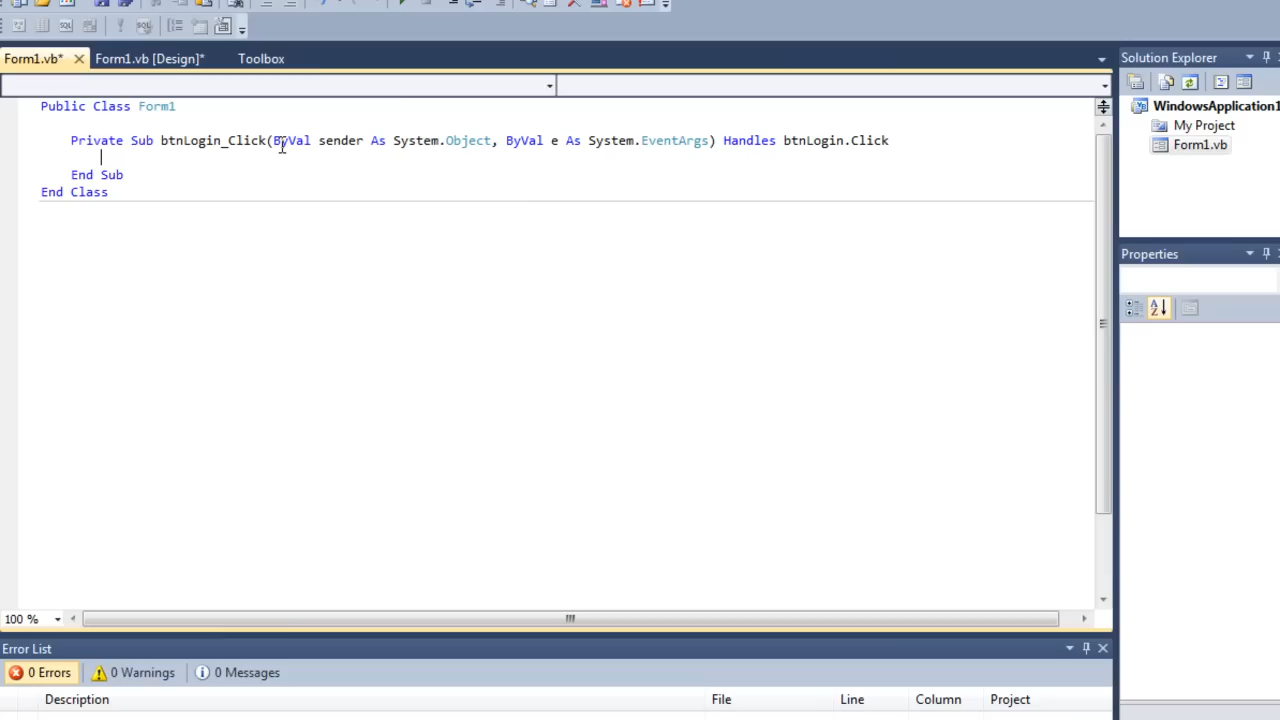 Form1.vb*
Form1.vb [Design]*
Toolbox
Public Class Form1
Private Sub btnLogin_Click(ByVal sender As System.Object, ByVal e As System.EventArgs) Handles btnLogin.Click
End Sub
End Class
100 %
Error List
0 Errors
0 Warnings
0 Messages
Description
File
Line
Column
Project
Solution Explorer
WindowsApplication1
My Project
Form1.vb
Properties